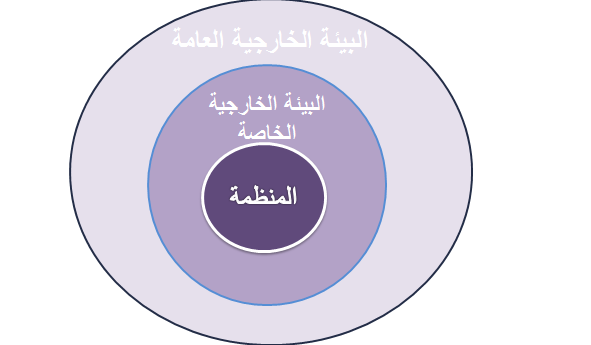 البيئة الخارجية العامة
البيئة الخارجية
الخاصة
المنظمة